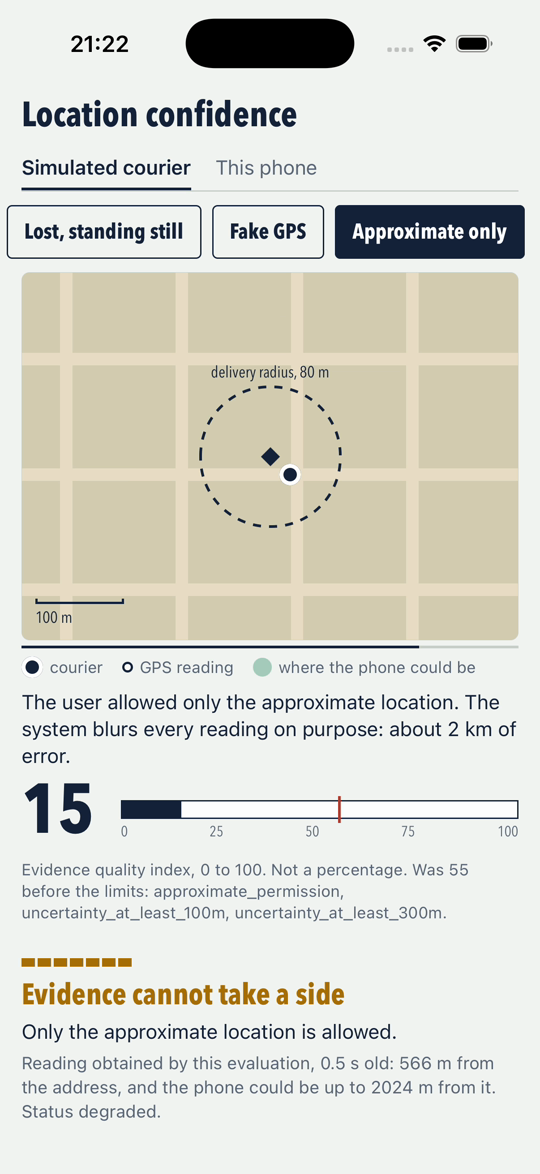 21:22
Location confidence
Simulated courier
This phone
Lost, standing still
Fake GPS
Approximate only
delivery radius, 80 m
100 m
courier
GPS reading
where the phone could be
The user allowed only the approximate location. The
system blurs every reading on purpose: about 2 km of
error.
15
0 25 50 75 100
Evidence quality index, 0 to 100. Not a percentage. Was 55
before the limits: approximate_permission,
uncertainty_at_least_100m, uncertainty_at_least_300m.
Evidence cannot take a side
Only the approximate location is allowed.
Reading obtained by this evaluation, 0.5 s old: 566 m from
the address, and the phone could be up to 2024 m from it.
Status degraded.